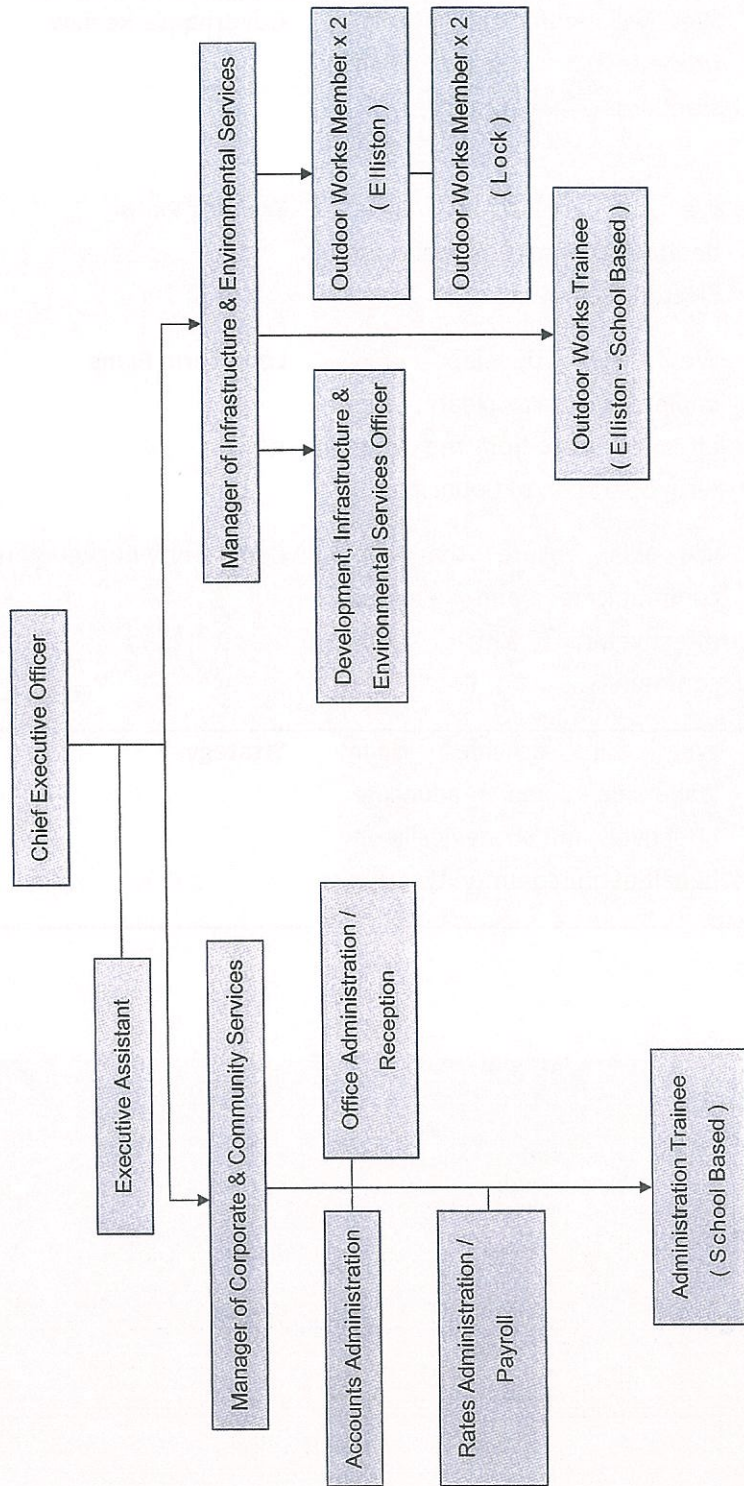 Chief Executive Officer
Executive Assistant
Manager of Corporate & Community Services
Accounts Administration
Office Administration /
Reception
Rates Administration /
Payroll
Administration Trainee
( School Based )
Manager of Infrastructure & Environmental Services
Development, Infrastructure &
Environmental Services Officer
Outdoor Works Member x 2
( Elliston )
Outdoor Works Member x 2
( Lock )
Outdoor Works Trainee
( Elliston - School Based )